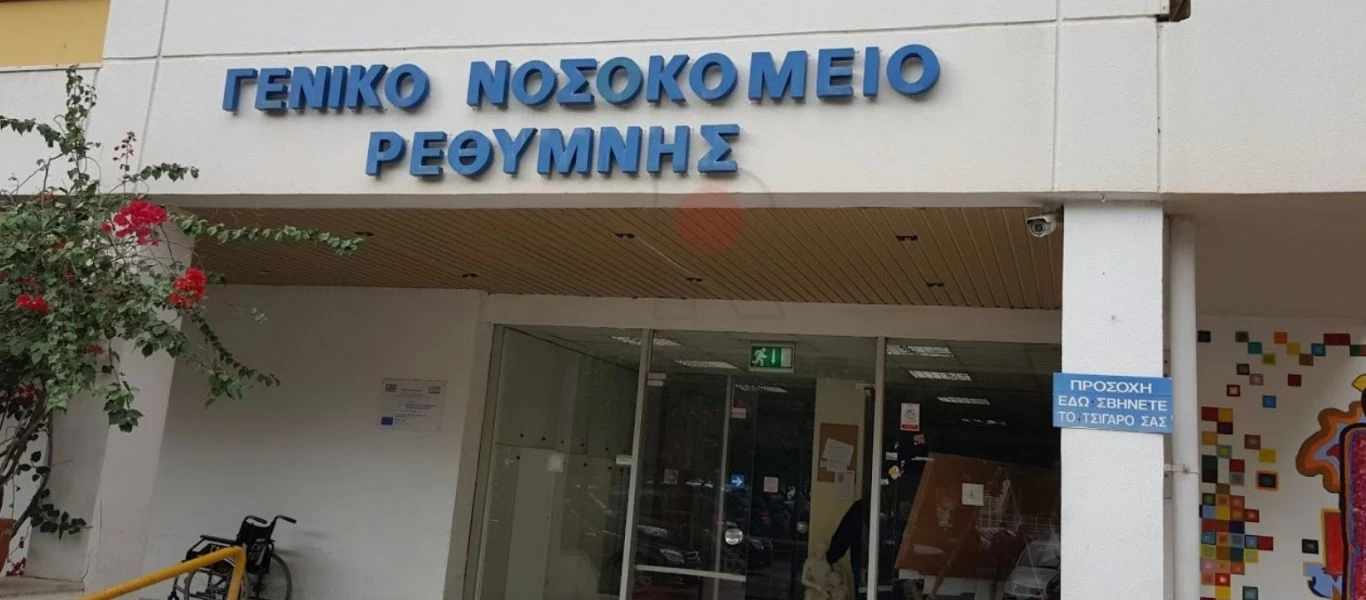 ΓΕΝΙΚΟ ΝΟΣΟΚΟΜΕΙΟ
ΡΕΘΥΜΝΗΣ
ΠΡΟΣΟΧΗ
ΕΔΩ ΣΒΗΝΕΤΕ
ΤΟ ΤΣΙΓΑΡΟ ΣΑΣ